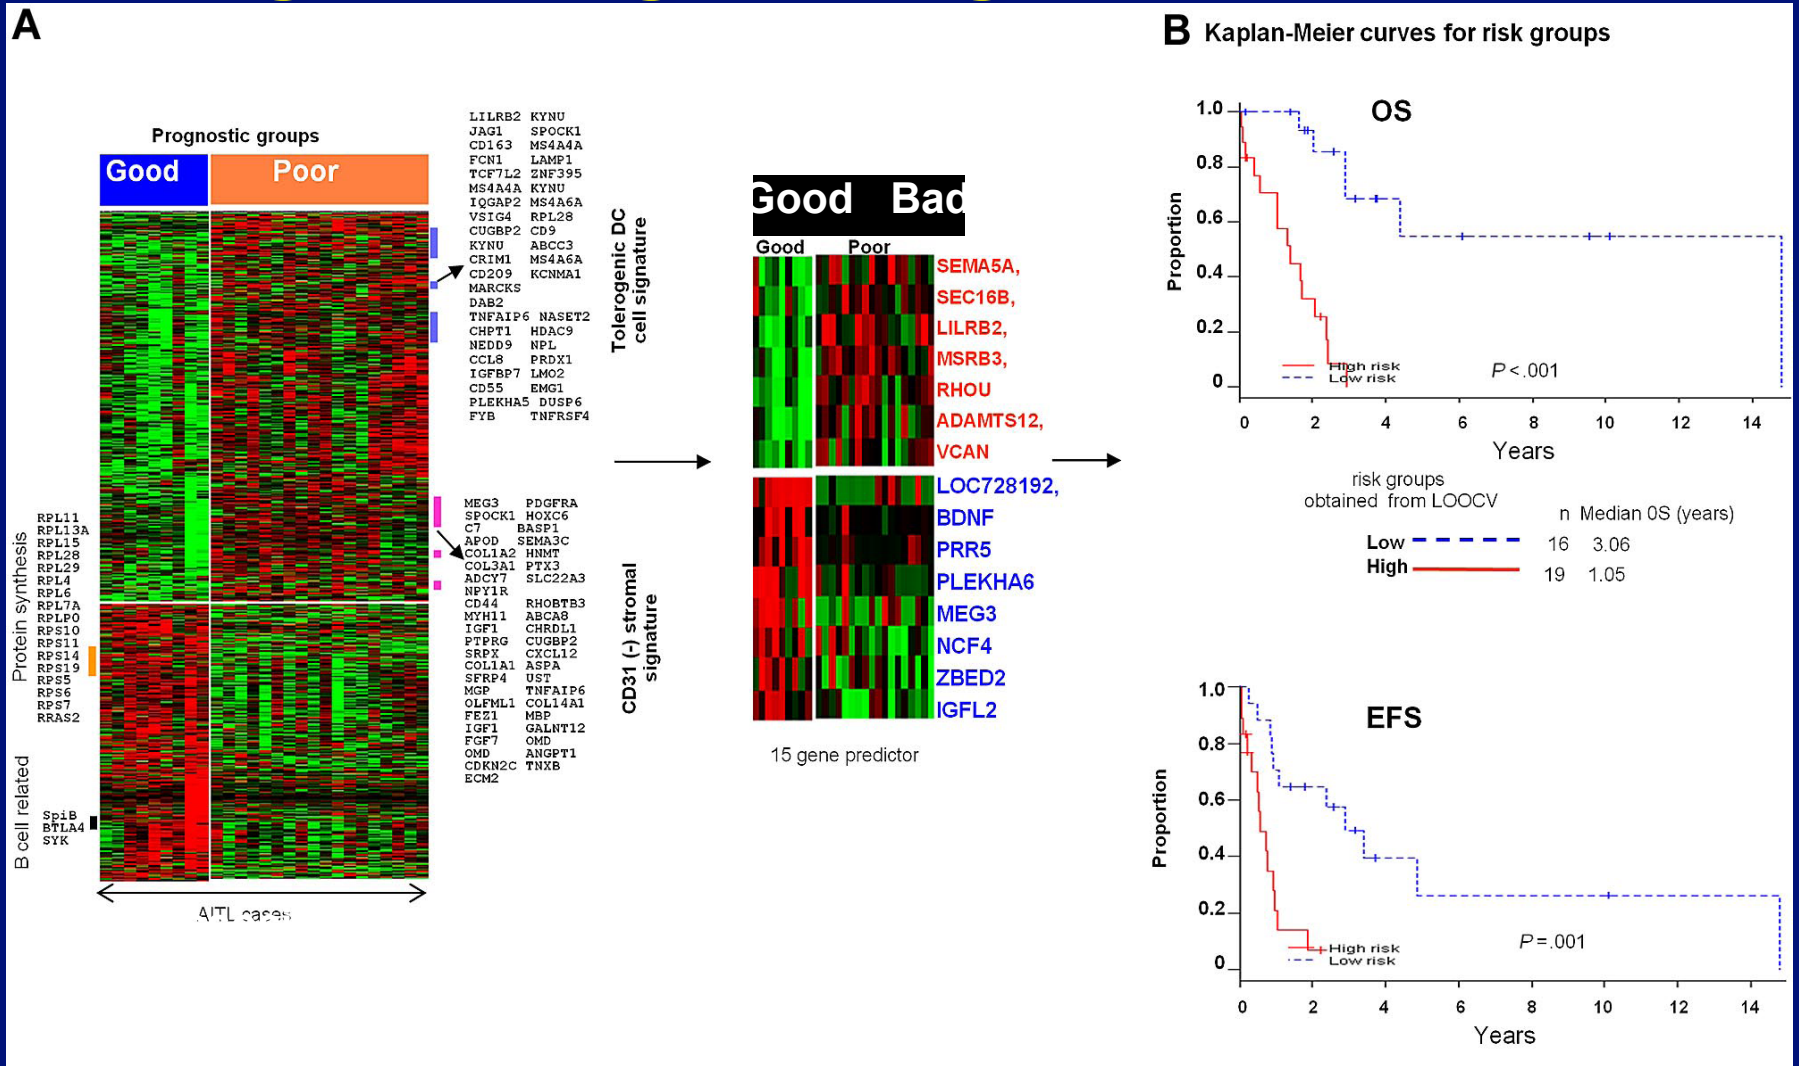 A
Prognostic groups
Good Poor
LILRB2 KYNU
JAG1 SPOCK1
CD163 MS4A4A
FCN1 LAMP1
TCF7L2 ZNF395
MS4A4A KYNU
IQGAP2 MS4A6A
VSIG4 RPL28
CUGBP2 CD9
KYNU ABCC3
CRIM1 MS4A6A
CD209 KCNMA1
MARCKS
DAB2
TNFAIP6 NASET2
CHPT1 HDAC9
NEDD9 NPL
CCL8 PRDX1
IGFBP7 LMO2
CD55 EMG1
PLEKHA5 DUSP6
FYB TNFRSF4
Tolerogenic DC
cell signature
MEG3 PDGFRA
SPOCK1 HOXC6
C7 BASP1
APOD SEMA3C
COL1A2 HNMT
COL3A1 PTX3
ADCY7 SLC22A3
NPY1R
CD44 RHOBTB3
MYH11 ABCA8
IGF1 CHRDL1
PTPRG CUGBP2
SRPX CXCL12
COL1A1 ASPA
SFRP4 UST
MGP TNFAIP6
OLFML1 COL14A1
FEZ1 MBP
IGF1 GALNT12
FGF7 OMD
OMD ANGPT1
CDKN2C TNXB
ECM2
CD31 (-) stromal
signature
Protein synthesis
RPL11
RPL13A
RPL15
RPL28
RPL29
RPL4
RPL6
RPL7A
RPLP0
RPS10
RPS11
RPS14
RPS19
RPS5
RPS6
RPS7
RRAS2
B cell related
SpiB
BTLA4
SYK
AITL cases
Good Bad
Good Poor
SEMA5A,
SEC16B,
LILRB2,
MSRB3,
RHOU
ADAMTS12,
VCAN
LOC728192,
BDNF
PRR5
PLEKHA6
MEG3
NCF4
ZBED2
IGFL2
15 gene predictor
B Kaplan-Meier curves for risk groups
OS
Proportion
1.0
0.8
0.6
0.4
0.2
0
High risk
Low risk
P<.001
0 2 4 6 8 10 12 14
Years
risk groups
obtained from LOOCV
n Median OS (years)
Low 16 3.06
High 19 1.05
EFS
Proportion
1.0
0.8
0.6
0.4
0.2
0
High risk
Low risk
P=.001
0 2 4 6 8 10 12 14
Years